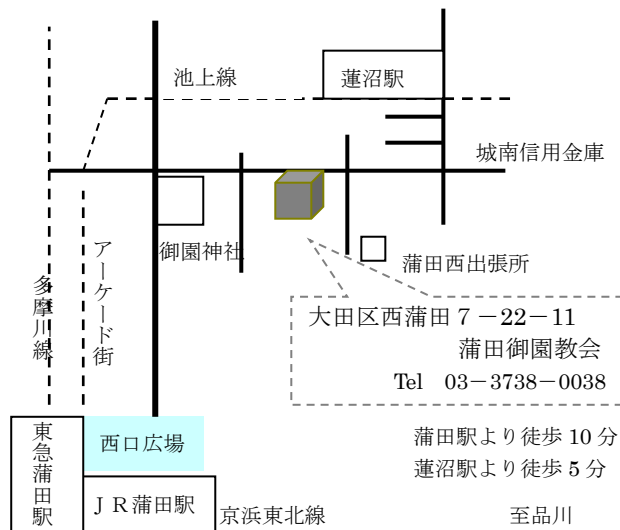 池上線
蓮沼駅
城南信用金庫
御園神社
蒲田西出張所
アーケード街
多摩川線
大田区西蒲田7－22－11
蒲田御園教会
Tel　03－3738－0038
東急蒲田駅
西口広場
蒲田駅より徒歩10分
蓮沼駅より徒歩5分
ＪＲ蒲田駅
京浜東北線
至品川